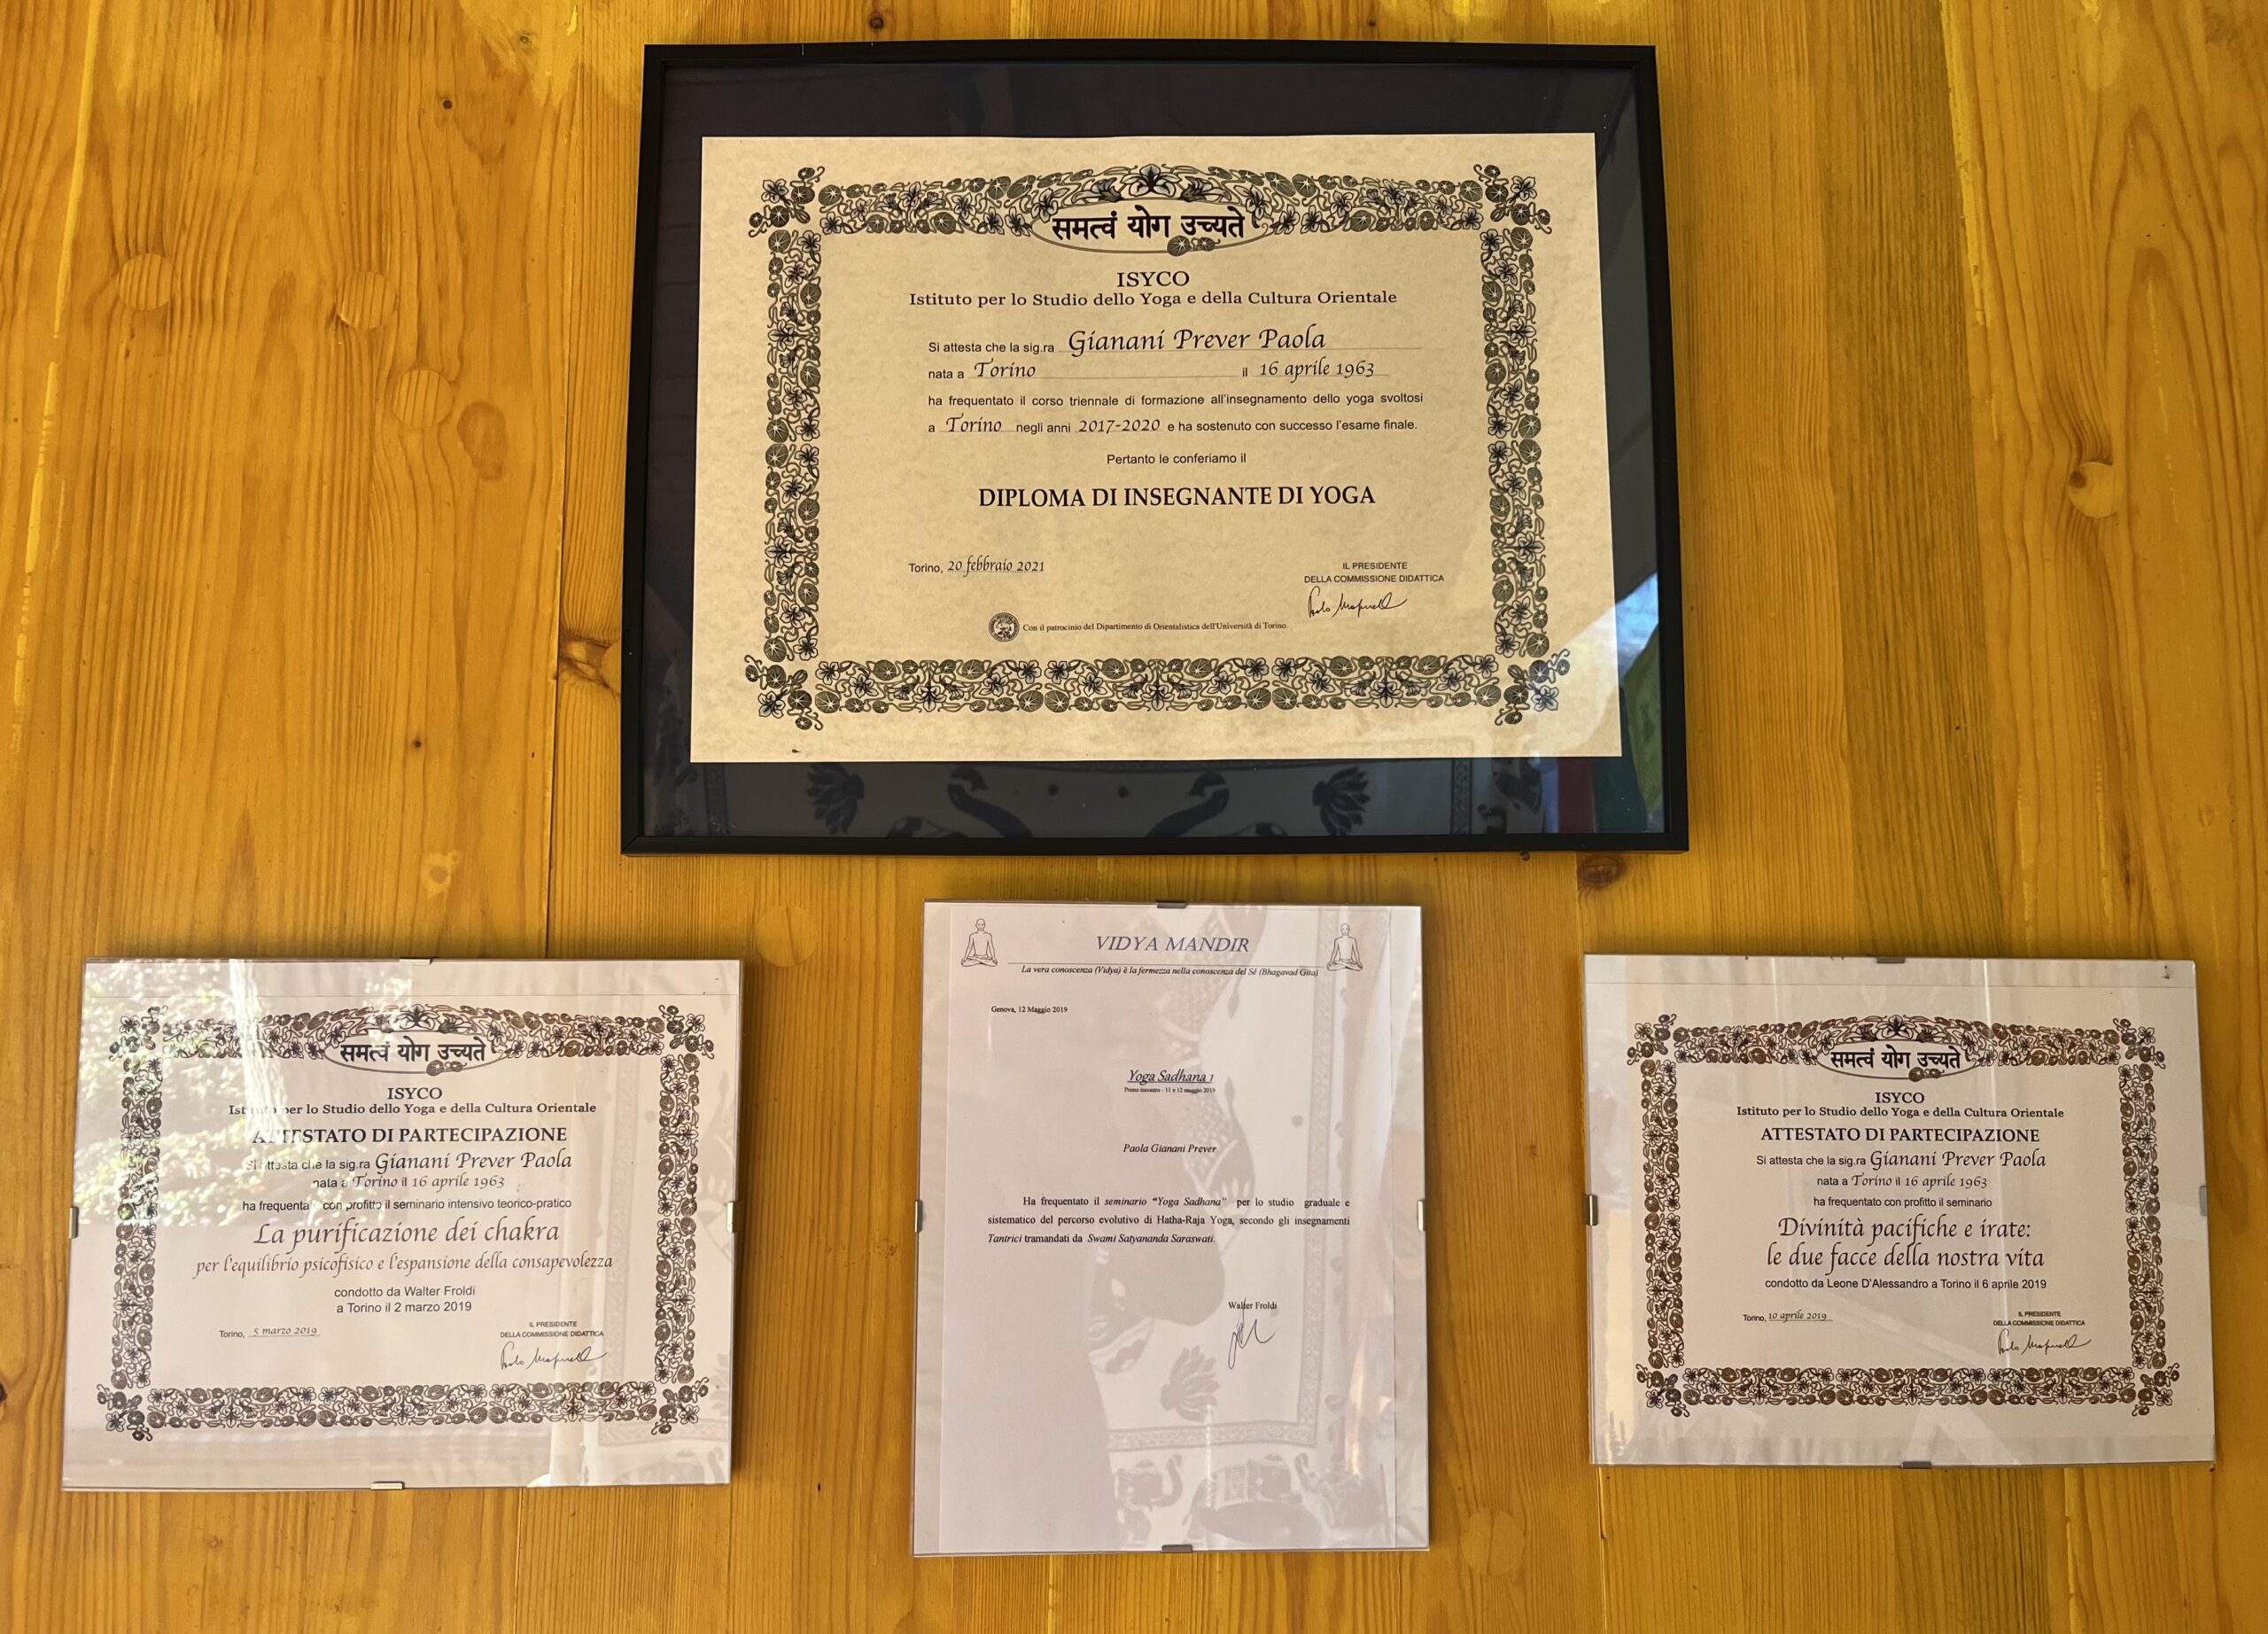 समत्वं योग उच्यते
ISYCO
Istituto per lo Studio dello Yoga e della Cultura Orientale
Si attesta che la sig.ra Gianani Prever Paola
nata a Torino il 16 aprile 1963
ha frequentato il corso triennale di formazione all'insegnamento dello yoga svoltosi
a Torino negli anni 2017-2020 e ha sostenuto con successo l'esame finale.
Pertanto le conferiamo il
DIPLOMA DI INSEGNANTE DI YOGA
Torino, 20 febbraio 2021
IL PRESIDENTE
DELLA COMMISSIONE DIDATTICA
Con il patrocinio del Dipartimento di Orientalistica dell'Università di Torino.
समत्वं योग उच्यते
ISYCO
Istituto per lo Studio dello Yoga e della Cultura Orientale
ATTESTATO DI PARTECIPAZIONE
Si attesta che la sig.ra Gianani Prever Paola
nata a Torino il 16 aprile 1963
ha frequentato con profitto il seminario intensivo teorico-pratico
La purificazione dei chakra
per l'equilibrio psicofisico e l'espansione della consapevolezza
condotto da Walter Froldi
a Torino il 2 marzo 2019
Torino, 5 marzo 2019
IL PRESIDENTE
DELLA COMMISSIONE DIDATTICA
VIDYA MANDIR
La vera conoscenza (Vidya) è la fermezza nella conoscenza del Sé (Bhagavad Gita)
Genova, 12 Maggio 2019
Yoga Sadhana 1
Primo incontro - 11 e 12 maggio 2019
Paola Gianani Prever
Ha frequentato il seminario "Yoga Sadhana" per lo studio graduale e
sistematico del percorso evolutivo di Hatha-Raja Yoga, secondo gli insegnamenti
Tantrici tramandati da Swami Satyananda Saraswati.
Walter Froldi
समत्वं योग उच्यते
ISYCO
Istituto per lo Studio dello Yoga e della Cultura Orientale
ATTESTATO DI PARTECIPAZIONE
Si attesta che la sig.ra Gianani Prever Paola
nata a Torino il 16 aprile 1963
ha frequentato con profitto il seminario
Divinità pacifiche e irate:
le due facce della nostra vita
condotto da Leone D'Alessandro a Torino il 6 aprile 2019
Torino, 10 aprile 2019
IL PRESIDENTE
DELLA COMMISSIONE DIDATTICA